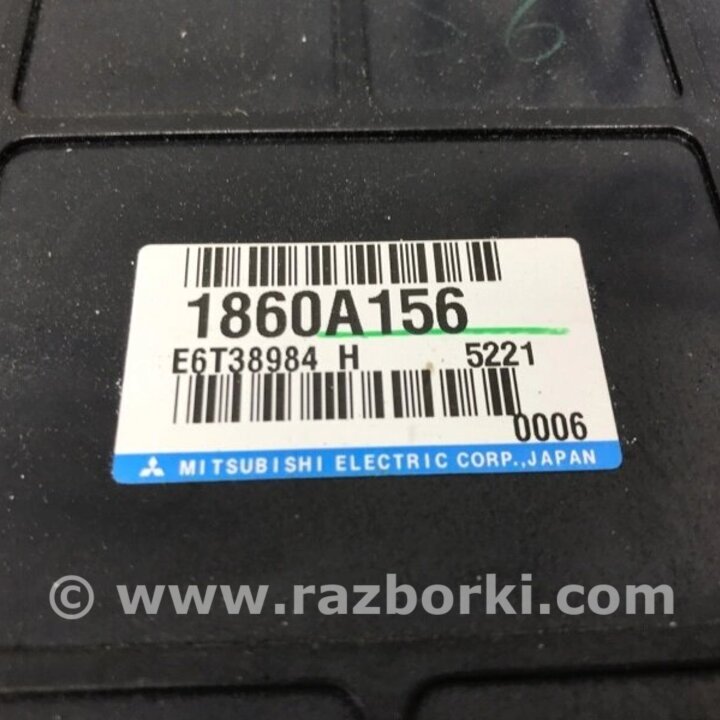 1860A156
E6T38984 H 5221
0006
MITSUBISHI ELECTRIC CORP.,JAPAN
© www.razborki.com